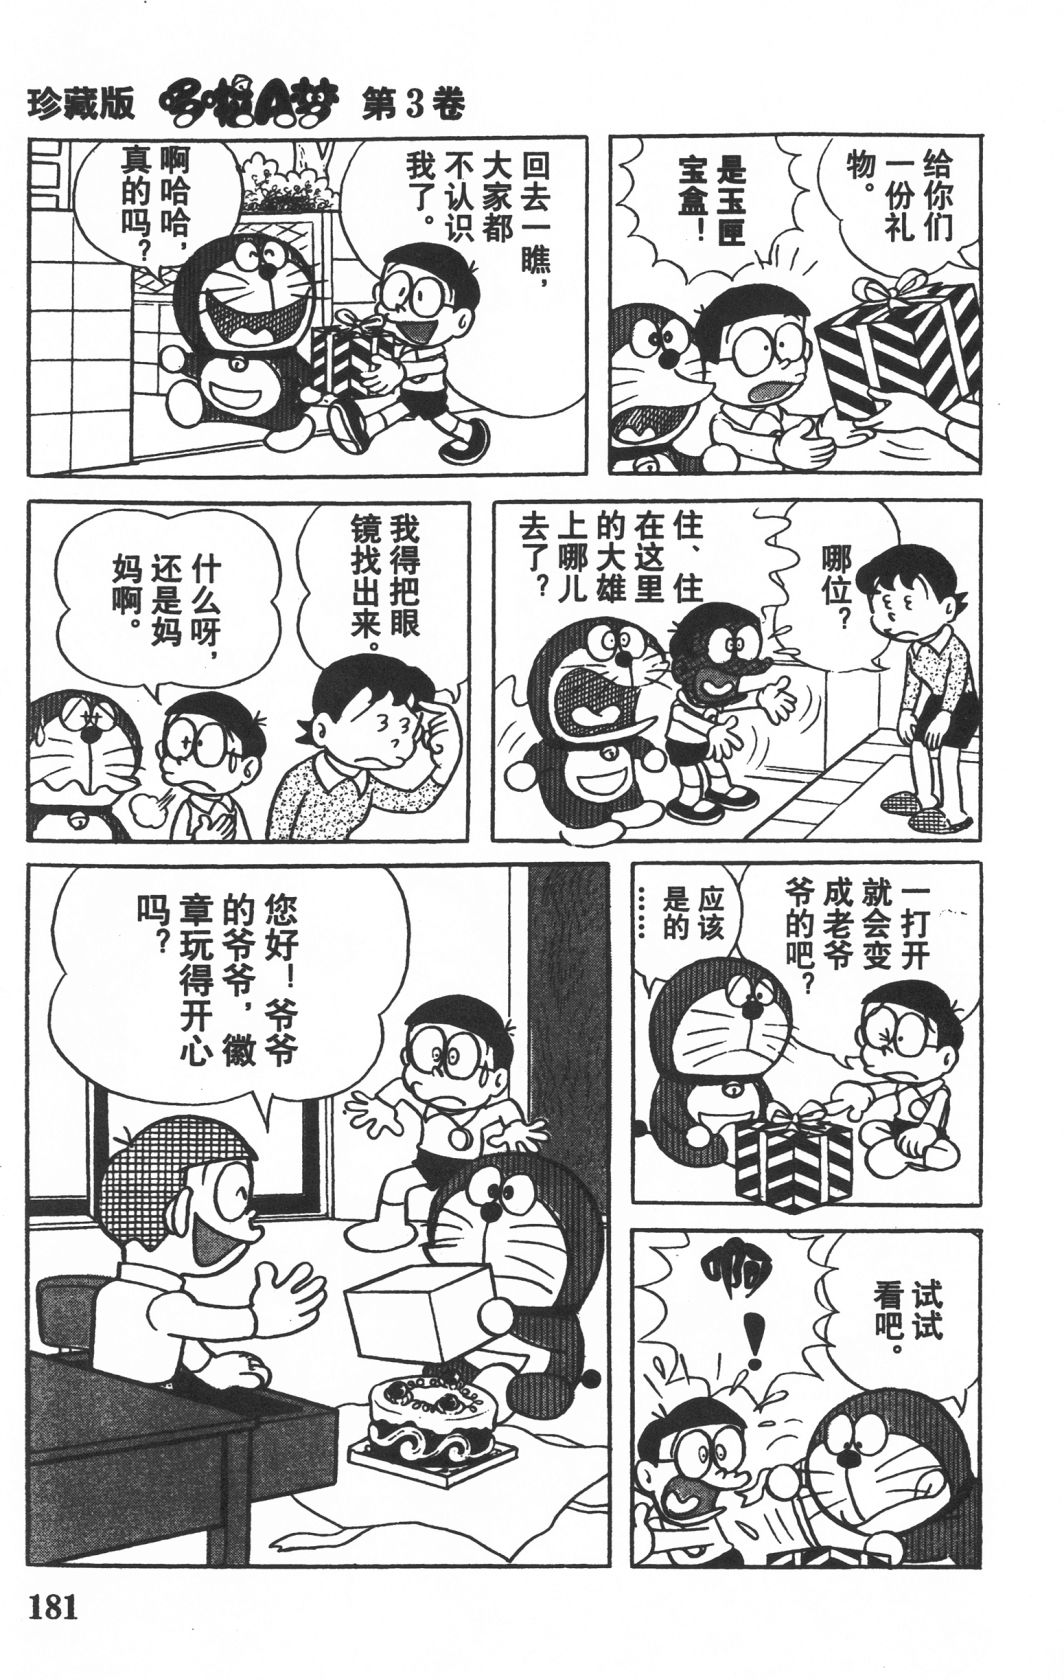 珍藏版 哆啦A梦 第3卷
给你们
一份礼
物。
是玉匣
宝盒！
回去一瞧，
大家都
不认识
我了。
啊哈哈，
真的吗？
哪位？
住、住
在这里
的大雄
上哪儿
去了？
我得把眼
镜找出来。
什么呀，
还是妈
妈啊。
一打开
就会变
成老爷
爷的吧？
应该
是的
……
试试
看吧。
啊！
您好！爷爷
的爷爷，徽
章玩得开心
吗？
181